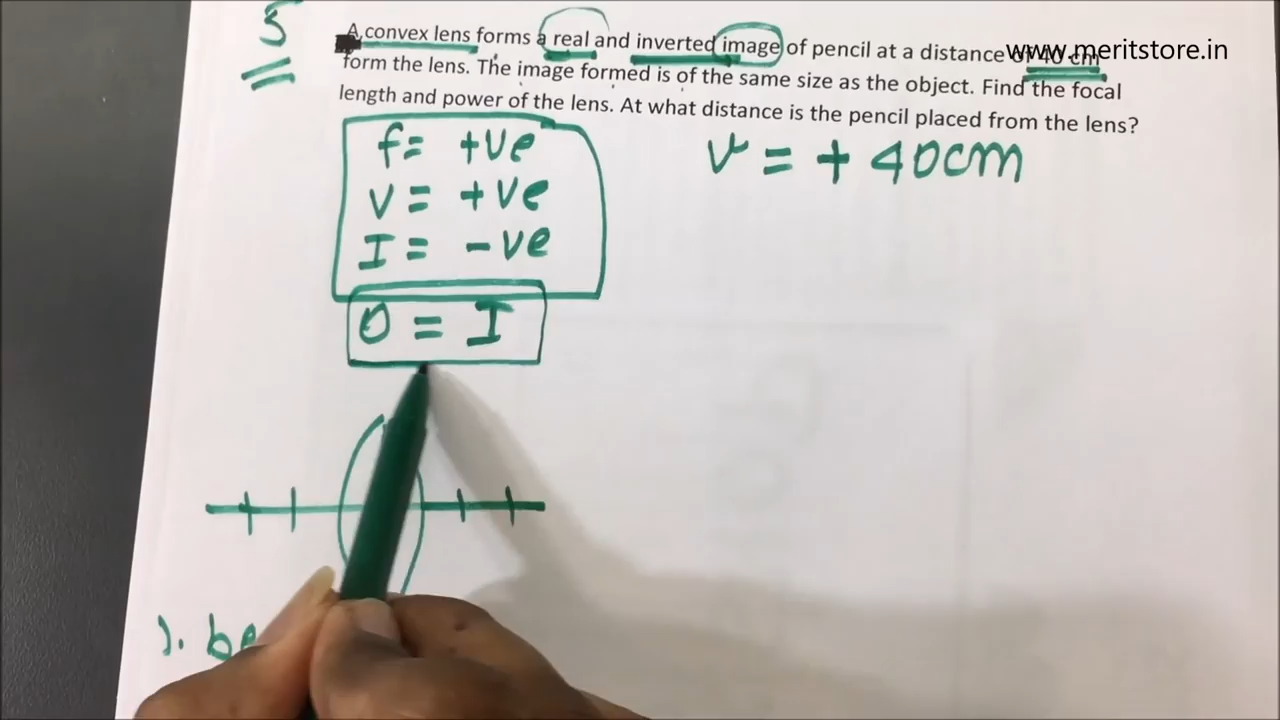 5
A convex lens forms a real and inverted image of pencil at a distance of 40 cm
www.meritstore.in
form the lens. The image formed is of the same size as the object. Find the focal
length and power of the lens. At what distance is the pencil placed from the lens?
f = +ve
v = +ve
I = -ve
O = I
v = + 40cm
1. be